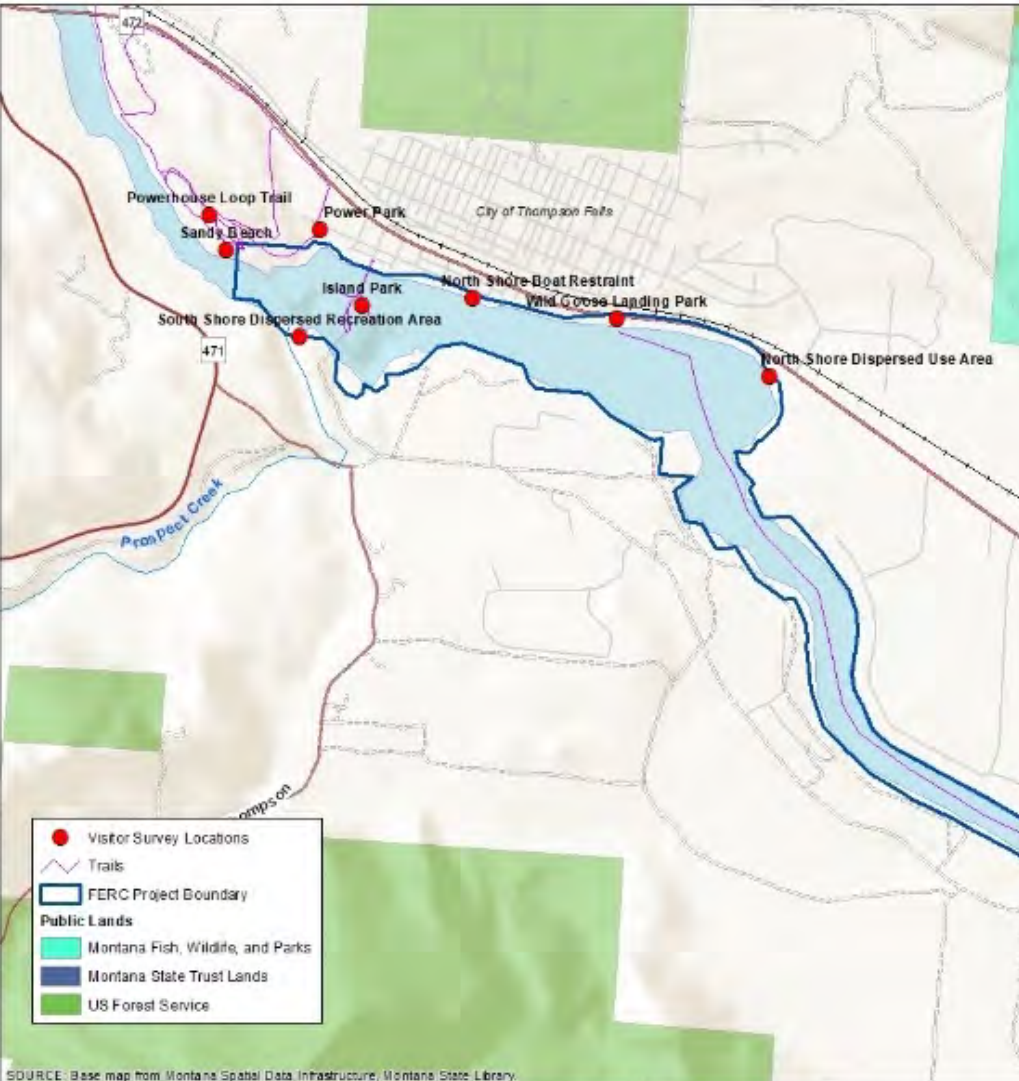 472
Powerhouse Loop Trail
Power Park
City of Thompson Falls
Sandy Beach
Island Park
North Shore Boat Restraint
Wild Goose Landing Park
South Shore Dispersed Recreation Area
North Shore Dispersed Use Area
471
Prospect Creek
ompson
Visitor Survey Locations
Trails
FERC Project Boundary
Public Lands
Montana Fish, Wildlife, and Parks
Montana State Trust Lands
US Forest Service
SOURCE: Base map from Montana Spatial Data Infrastructure, Montana State Library.